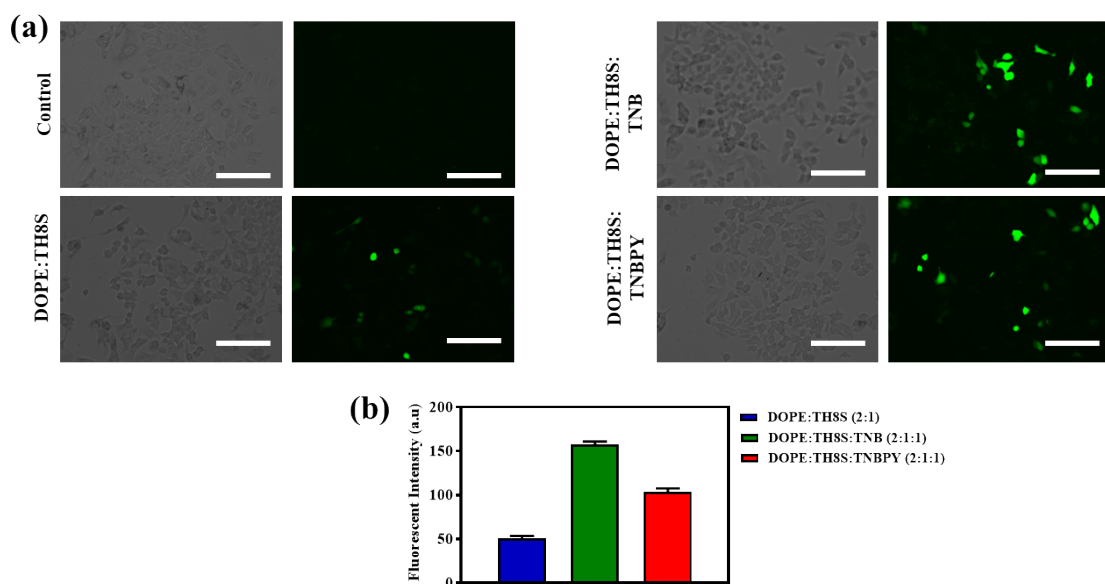 (a)
Control
DOPE:TH8S
DOPE:TH8S:
TNB
DOPE:TH8S:
TNBPY
(b)
Fluorescent Intensity (a.u)
200
150
100
50
0
DOPE:TH8S (2:1)
DOPE:TH8S:TNB (2:1:1)
DOPE:TH8S:TNBPY (2:1:1)